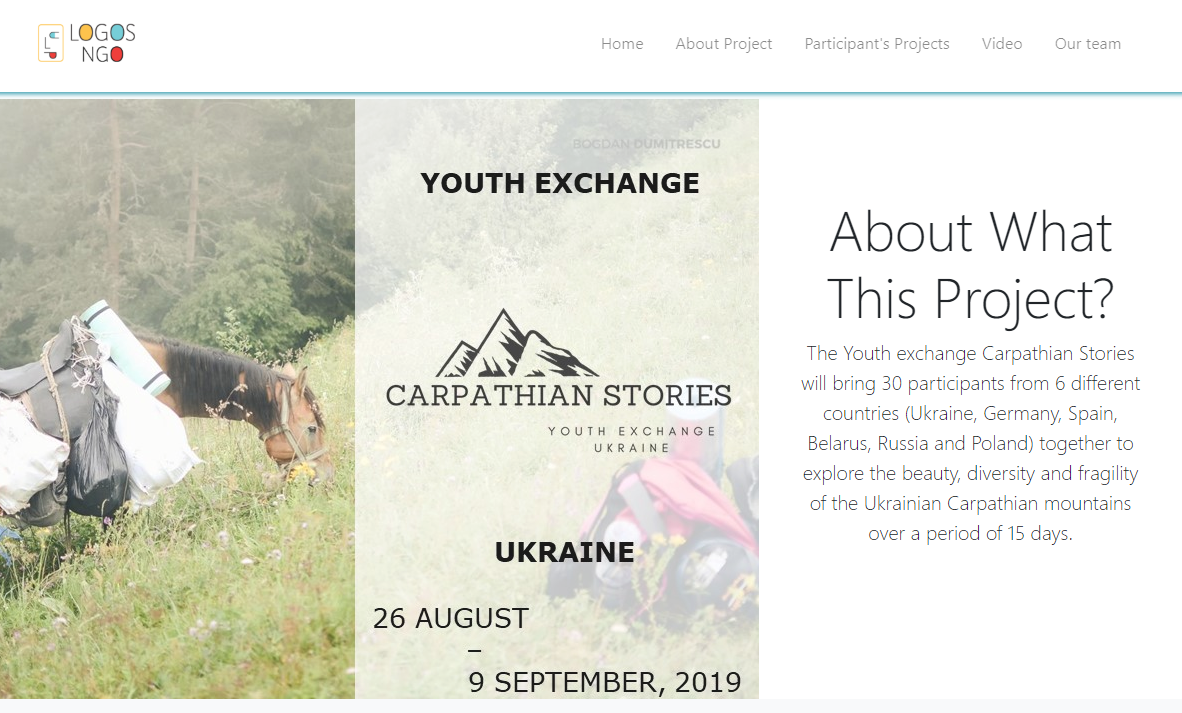 LOGOS
NGO
Home
About Project
Participant's Projects
Video
Our team
BOGDAN DUMITRESCU
YOUTH EXCHANGE
CARPATHIAN STORIES
YOUTH EXCHANGE
UKRAINE
UKRAINE
26 AUGUST
–
9 SEPTEMBER, 2019
About What
This Project?
The Youth exchange Carpathian Stories
will bring 30 participants from 6 different
countries (Ukraine, Germany, Spain,
Belarus, Russia and Poland) together to
explore the beauty, diversity and fragility
of the Ukrainian Carpathian mountains
over a period of 15 days.